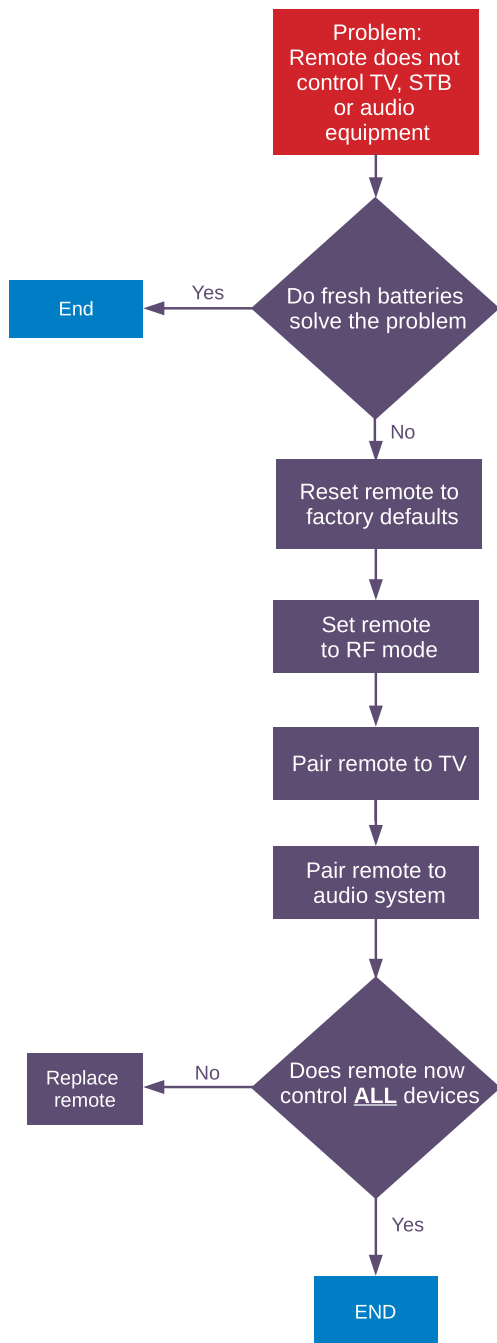 Problem:
Remote does not
control TV, STB
or audio
equipment
Do fresh batteries
solve the problem
Yes
End
No
Reset remote to
factory defaults
Set remote
to RF mode
Pair remote to TV
Pair remote to
audio system
Does remote now
control ALL devices
No
Replace
remote
Yes
END